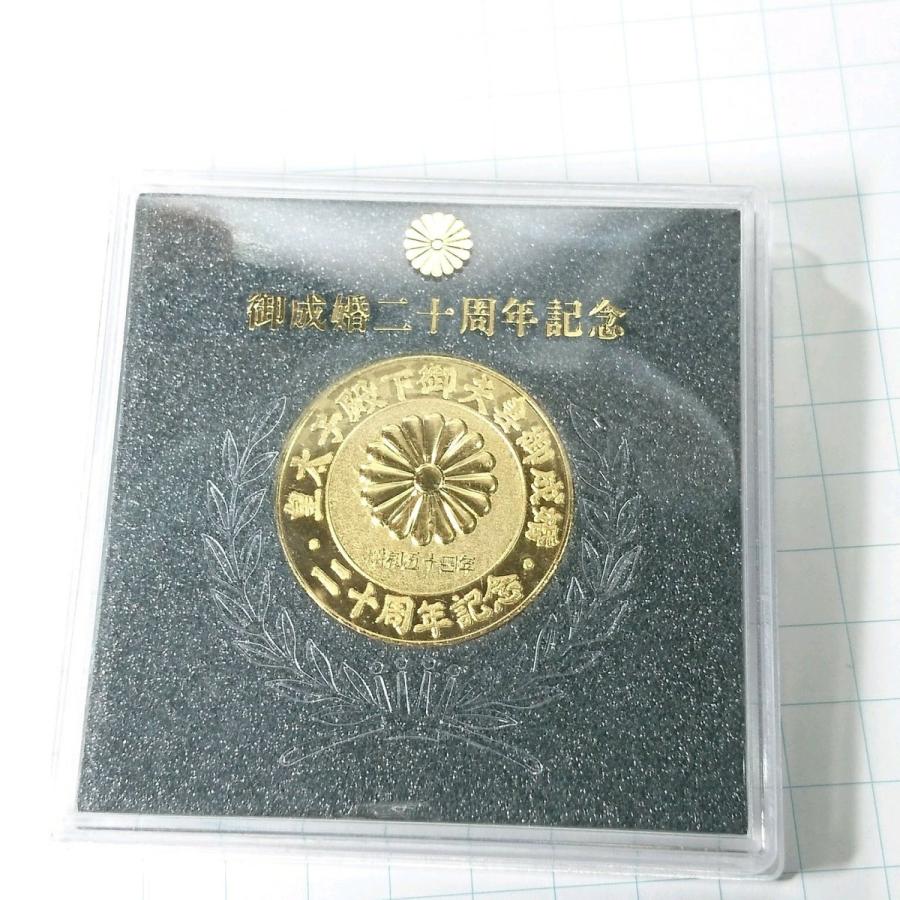 御成婚二十周年記念
皇太子殿下御夫妻御成婚
昭和五十四年
二十周年記念